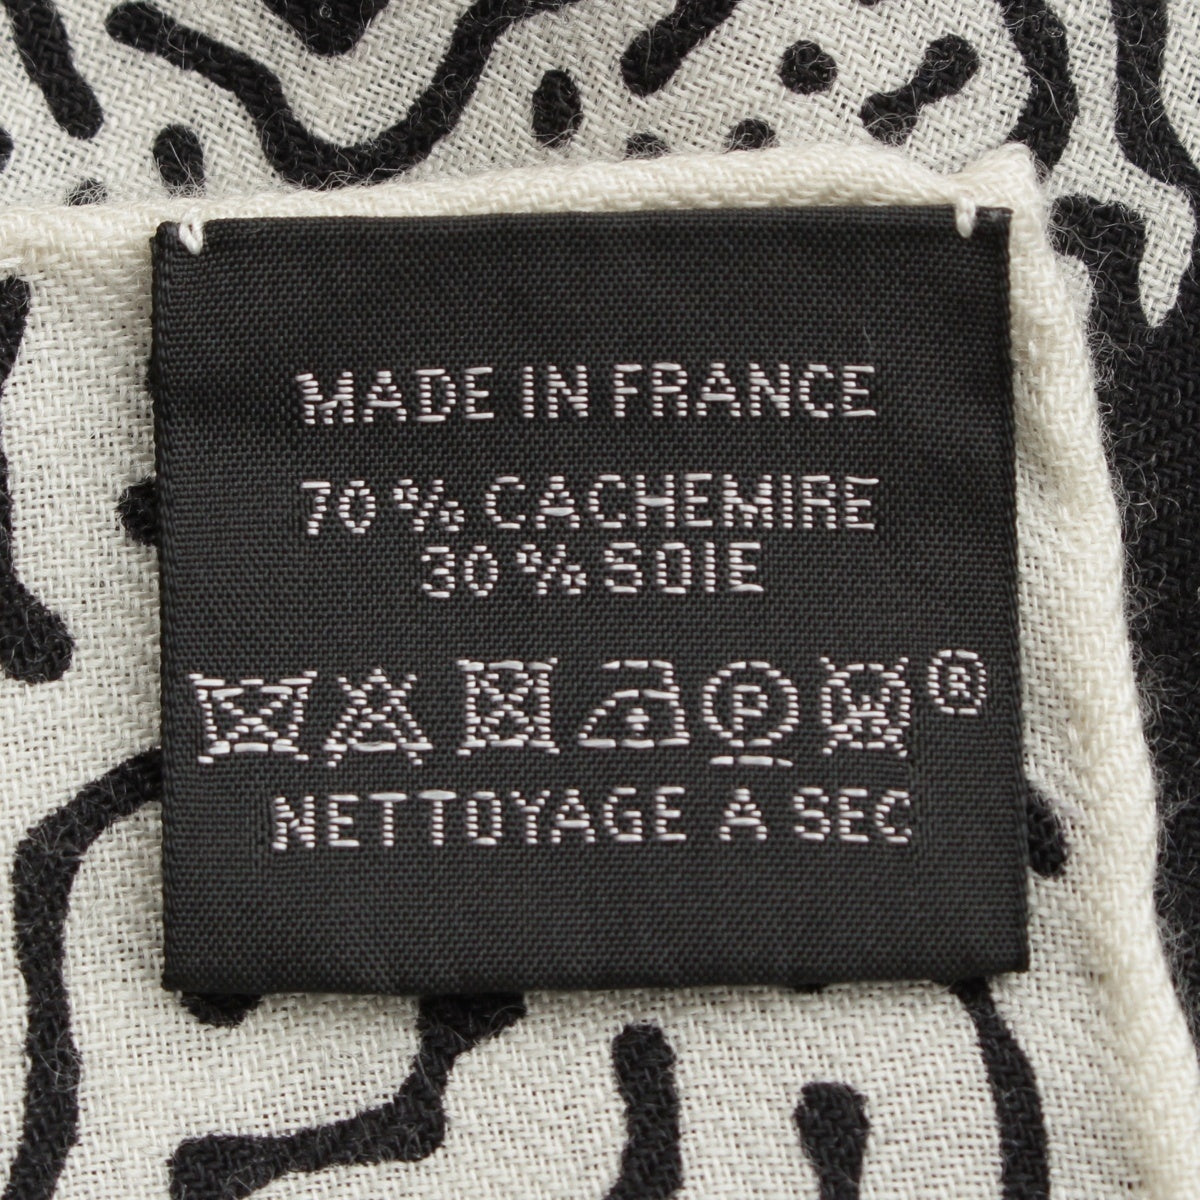 MADE IN FRANCE
70 % CACHEMIRE
30 % SOIE
P W ®
NETTOYAGE A SEC